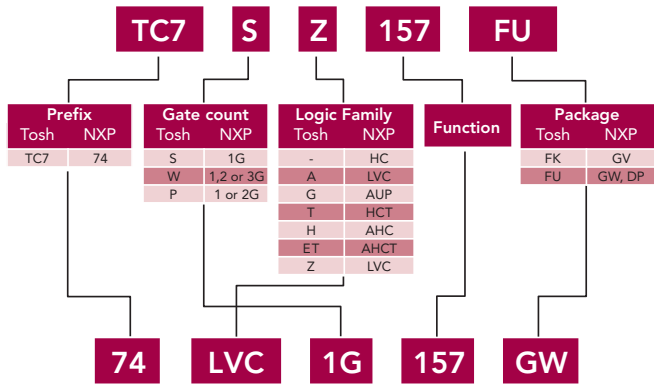 TC7 S Z 157 FU
Prefix Gate count Logic Family Function Package
Tosh NXP Tosh NXP Tosh NXP Tosh NXP
TC7 74 S 1G - HC FK GV
W 1,2 or 3G A LVC FU GW, DP
P 1 or 2G G AUP
T HCT
H AHC
ET AHCT
Z LVC
74 LVC 1G 157 GW